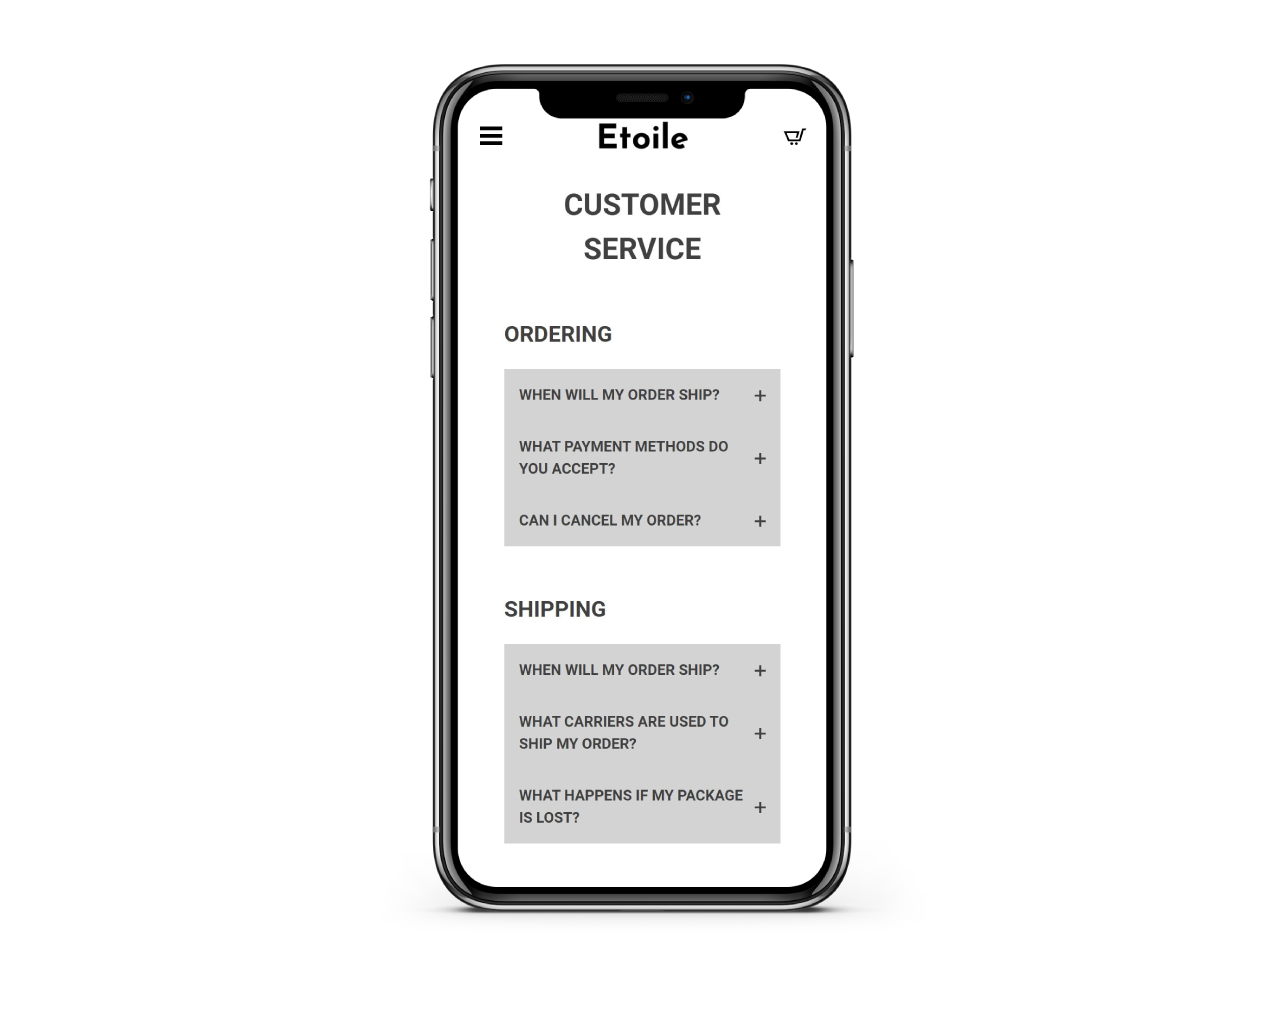 Etoile
CUSTOMER
SERVICE
ORDERING
WHEN WILL MY ORDER SHIP?
WHAT PAYMENT METHODS DO
YOU ACCEPT?
CAN I CANCEL MY ORDER?
SHIPPING
WHEN WILL MY ORDER SHIP?
WHAT CARRIERS ARE USED TO
SHIP MY ORDER?
WHAT HAPPENS IF MY PACKAGE
IS LOST?